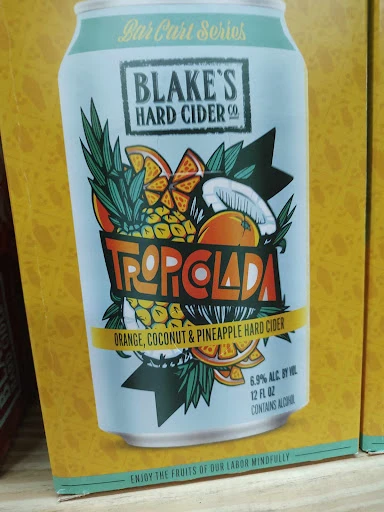 Bar Cart Series
BLAKE'S
HARD CIDER CO
TROPICOLADA
ORANGE, COCONUT & PINEAPPLE HARD CIDER
6.9% ALC. BY VOL
12 FL OZ
CONTAINS ALCOHOL
ENJOY THE FRUITS OF OUR LABOR MINDFULLY